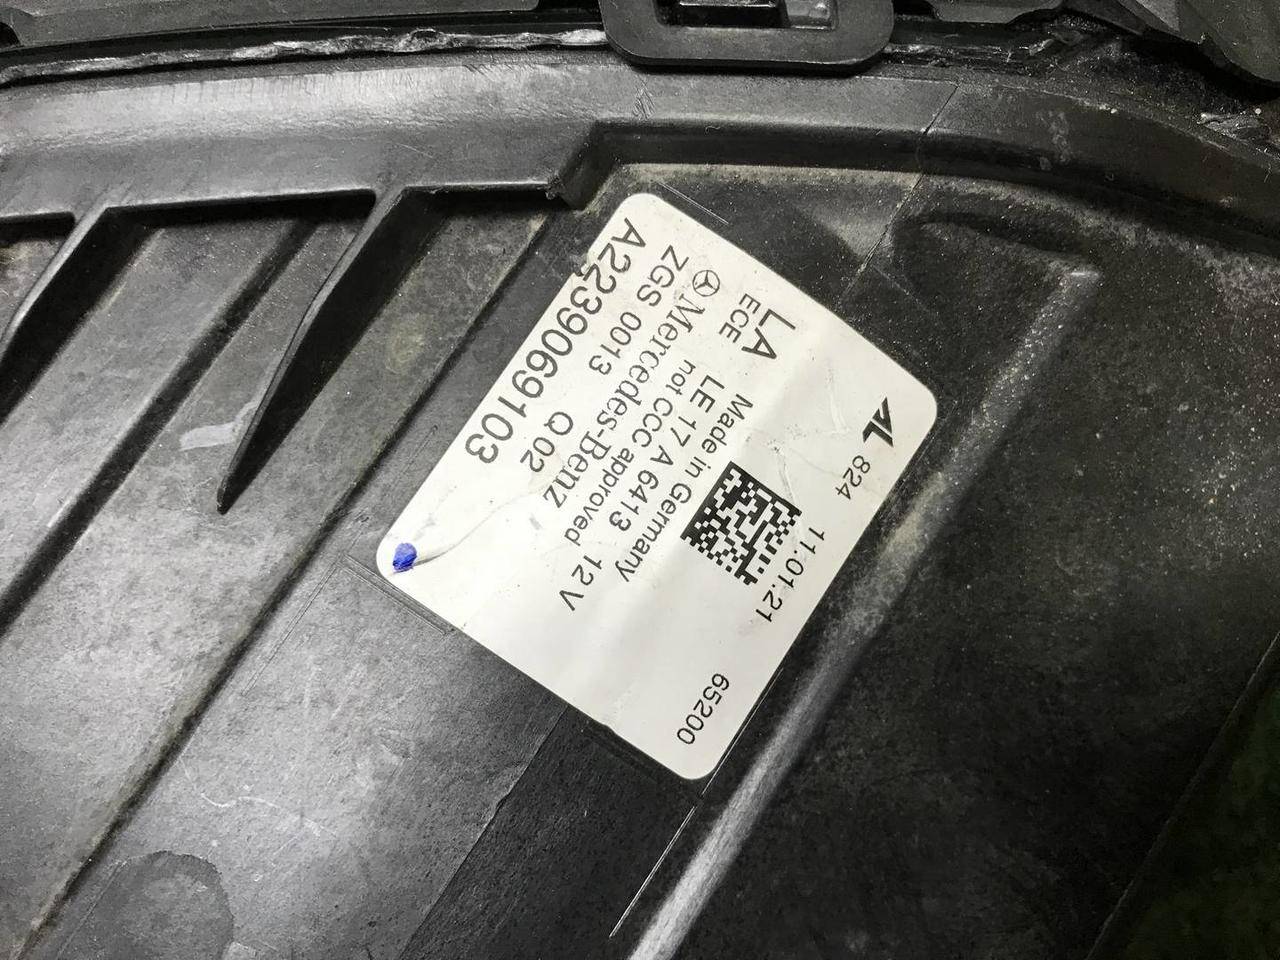 AL 824 11.01.21 65200
LA
ECE LE 17 A 6413
Made in Germany
not CCC approved 12V
Mercedes-Benz
ZGS 0013 Q 02
A2239069103